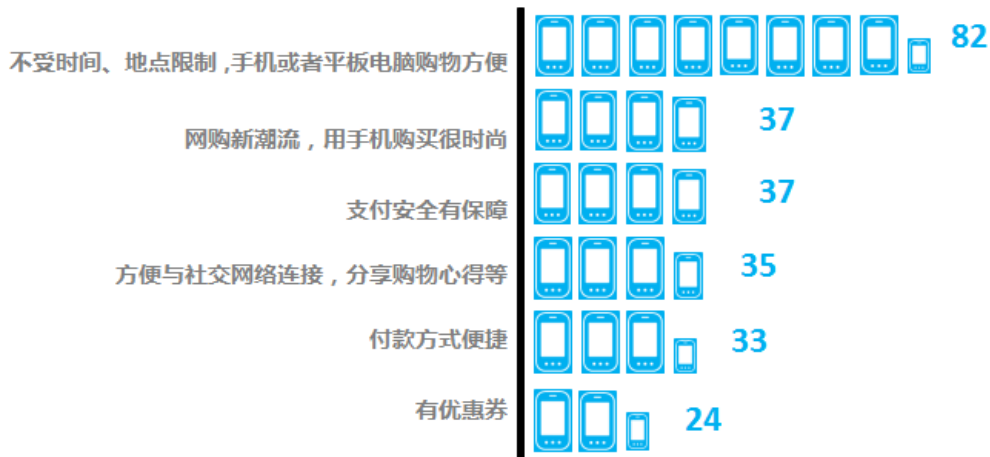 不受时间、地点限制,手机或者平板电脑购物方便
82
网购新潮流，用手机购买很时尚
37
支付安全有保障
37
方便与社交网络连接，分享购物心得等
35
付款方式便捷
33
有优惠券
24